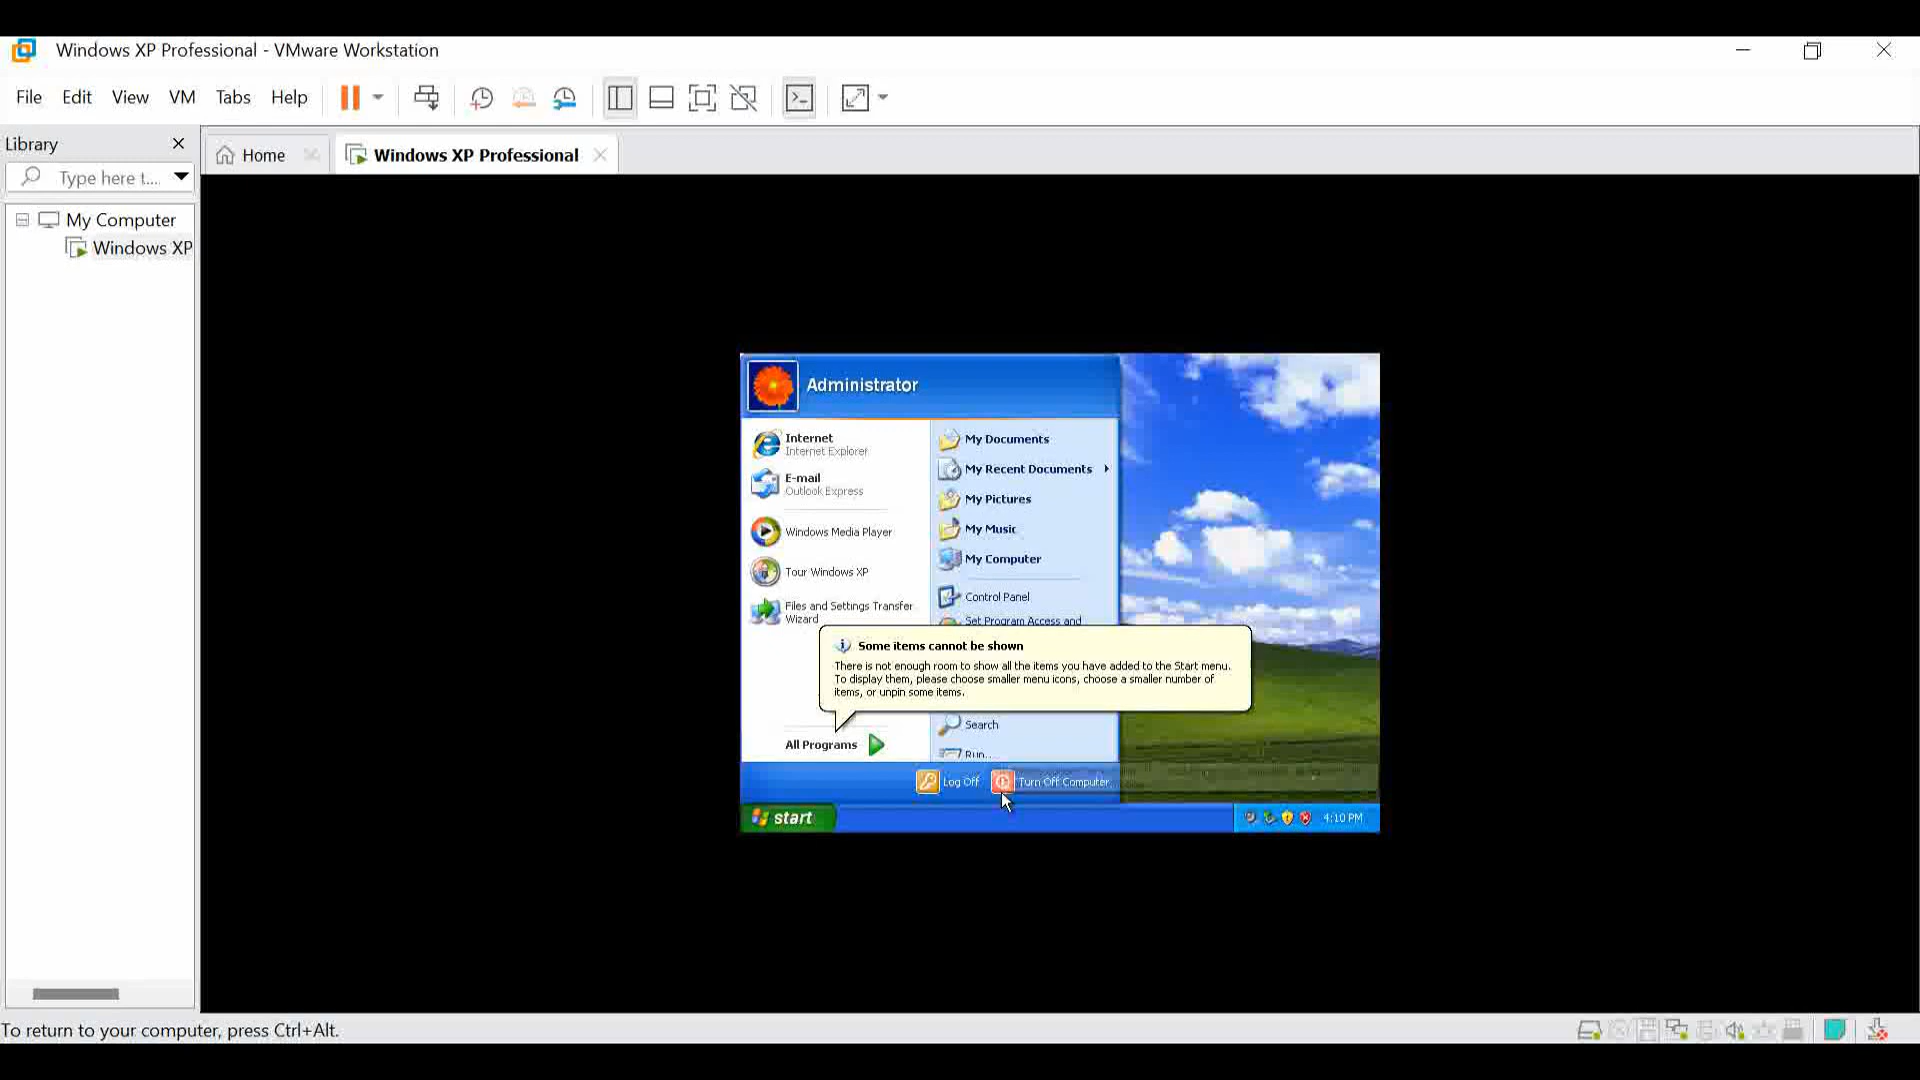 Windows XP Professional - VMware Workstation
File Edit View VM Tabs Help
Library
Home
Windows XP Professional
Type here t....
My Computer
Windows XP
Administrator
Internet
Internet Explorer
E-mail
Outlook Express
Windows Media Player
Tour Windows XP
Files and Settings Transfer
Wizard
All Programs
My Documents
My Recent Documents
My Pictures
My Music
My Computer
Control Panel
Set Program Access and
Some items cannot be shown
There is not enough room to show all the items you have added to the Start menu.
To display them, please choose smaller menu icons, choose a smaller number of
items, or unpin some items.
Search
Run...
Log Off
Turn Off Computer
start
4:10 PM
To return to your computer, press Ctrl+Alt.